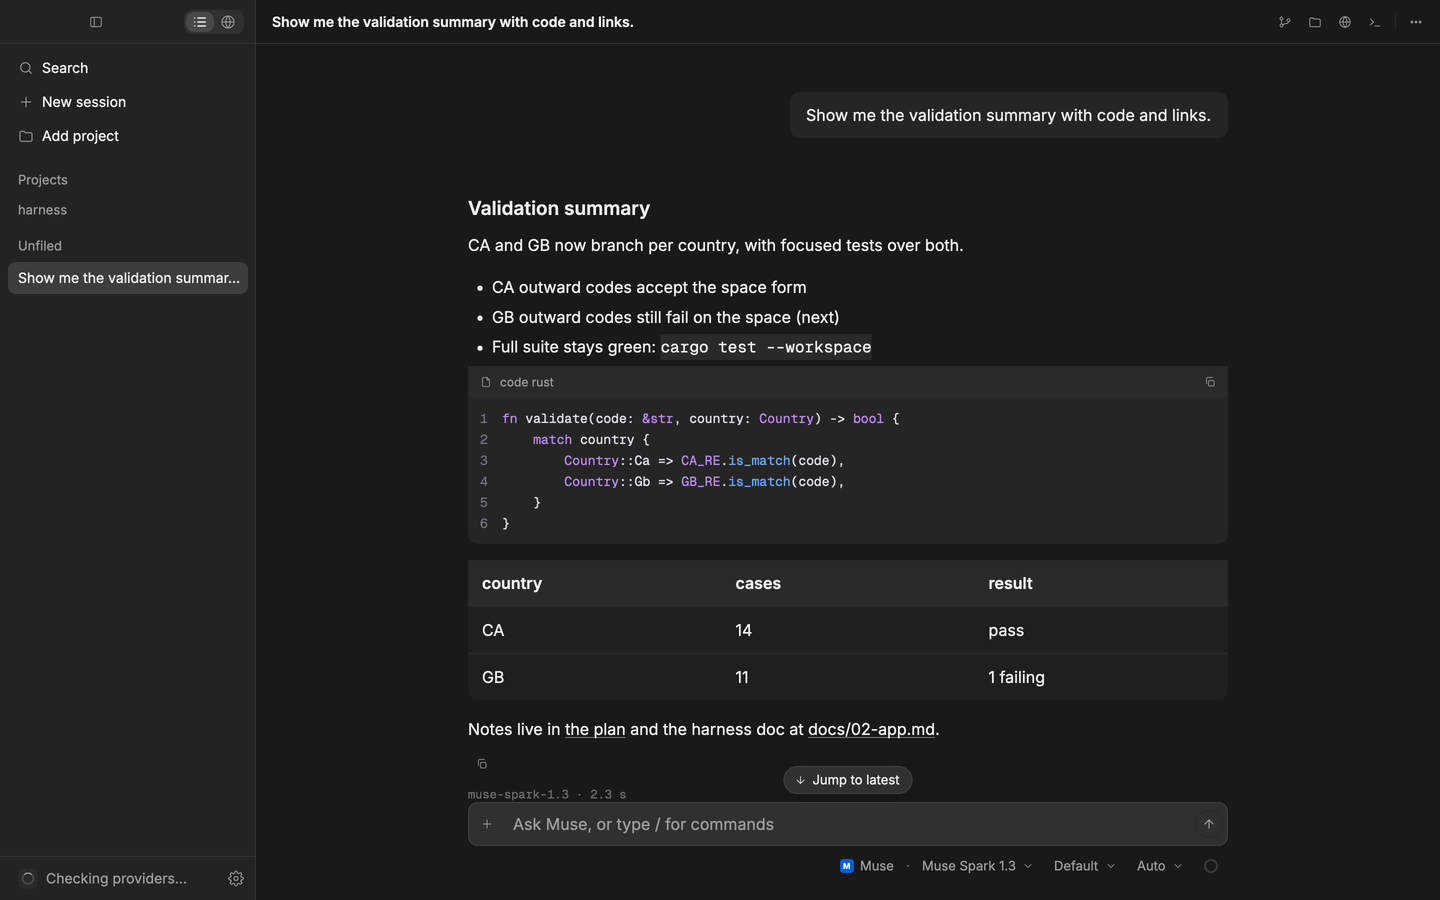 Show me the validation summary with code and links.
Search
New session
Add project
Projects
harness
Unfiled
Show me the validation summar...
Checking providers...
Show me the validation summary with code and links.
Validation summary
CA and GB now branch per country, with focused tests over both.
• CA outward codes accept the space form
• GB outward codes still fail on the space (next)
• Full suite stays green: cargo test --workspace
code rust
1 fn validate(code: &str, country: Country) -> bool {
2     match country {
3         Country::Ca => CA_RE.is_match(code),
4         Country::Gb => GB_RE.is_match(code),
5     }
6 }
country cases result
CA 14 pass
GB 11 1 failing
Notes live in the plan and the harness doc at docs/02-app.md.
Jump to latest
muse-spark-1.3 · 2.3 s
Ask Muse, or type / for commands
M Muse · Muse Spark 1.3 Default Auto